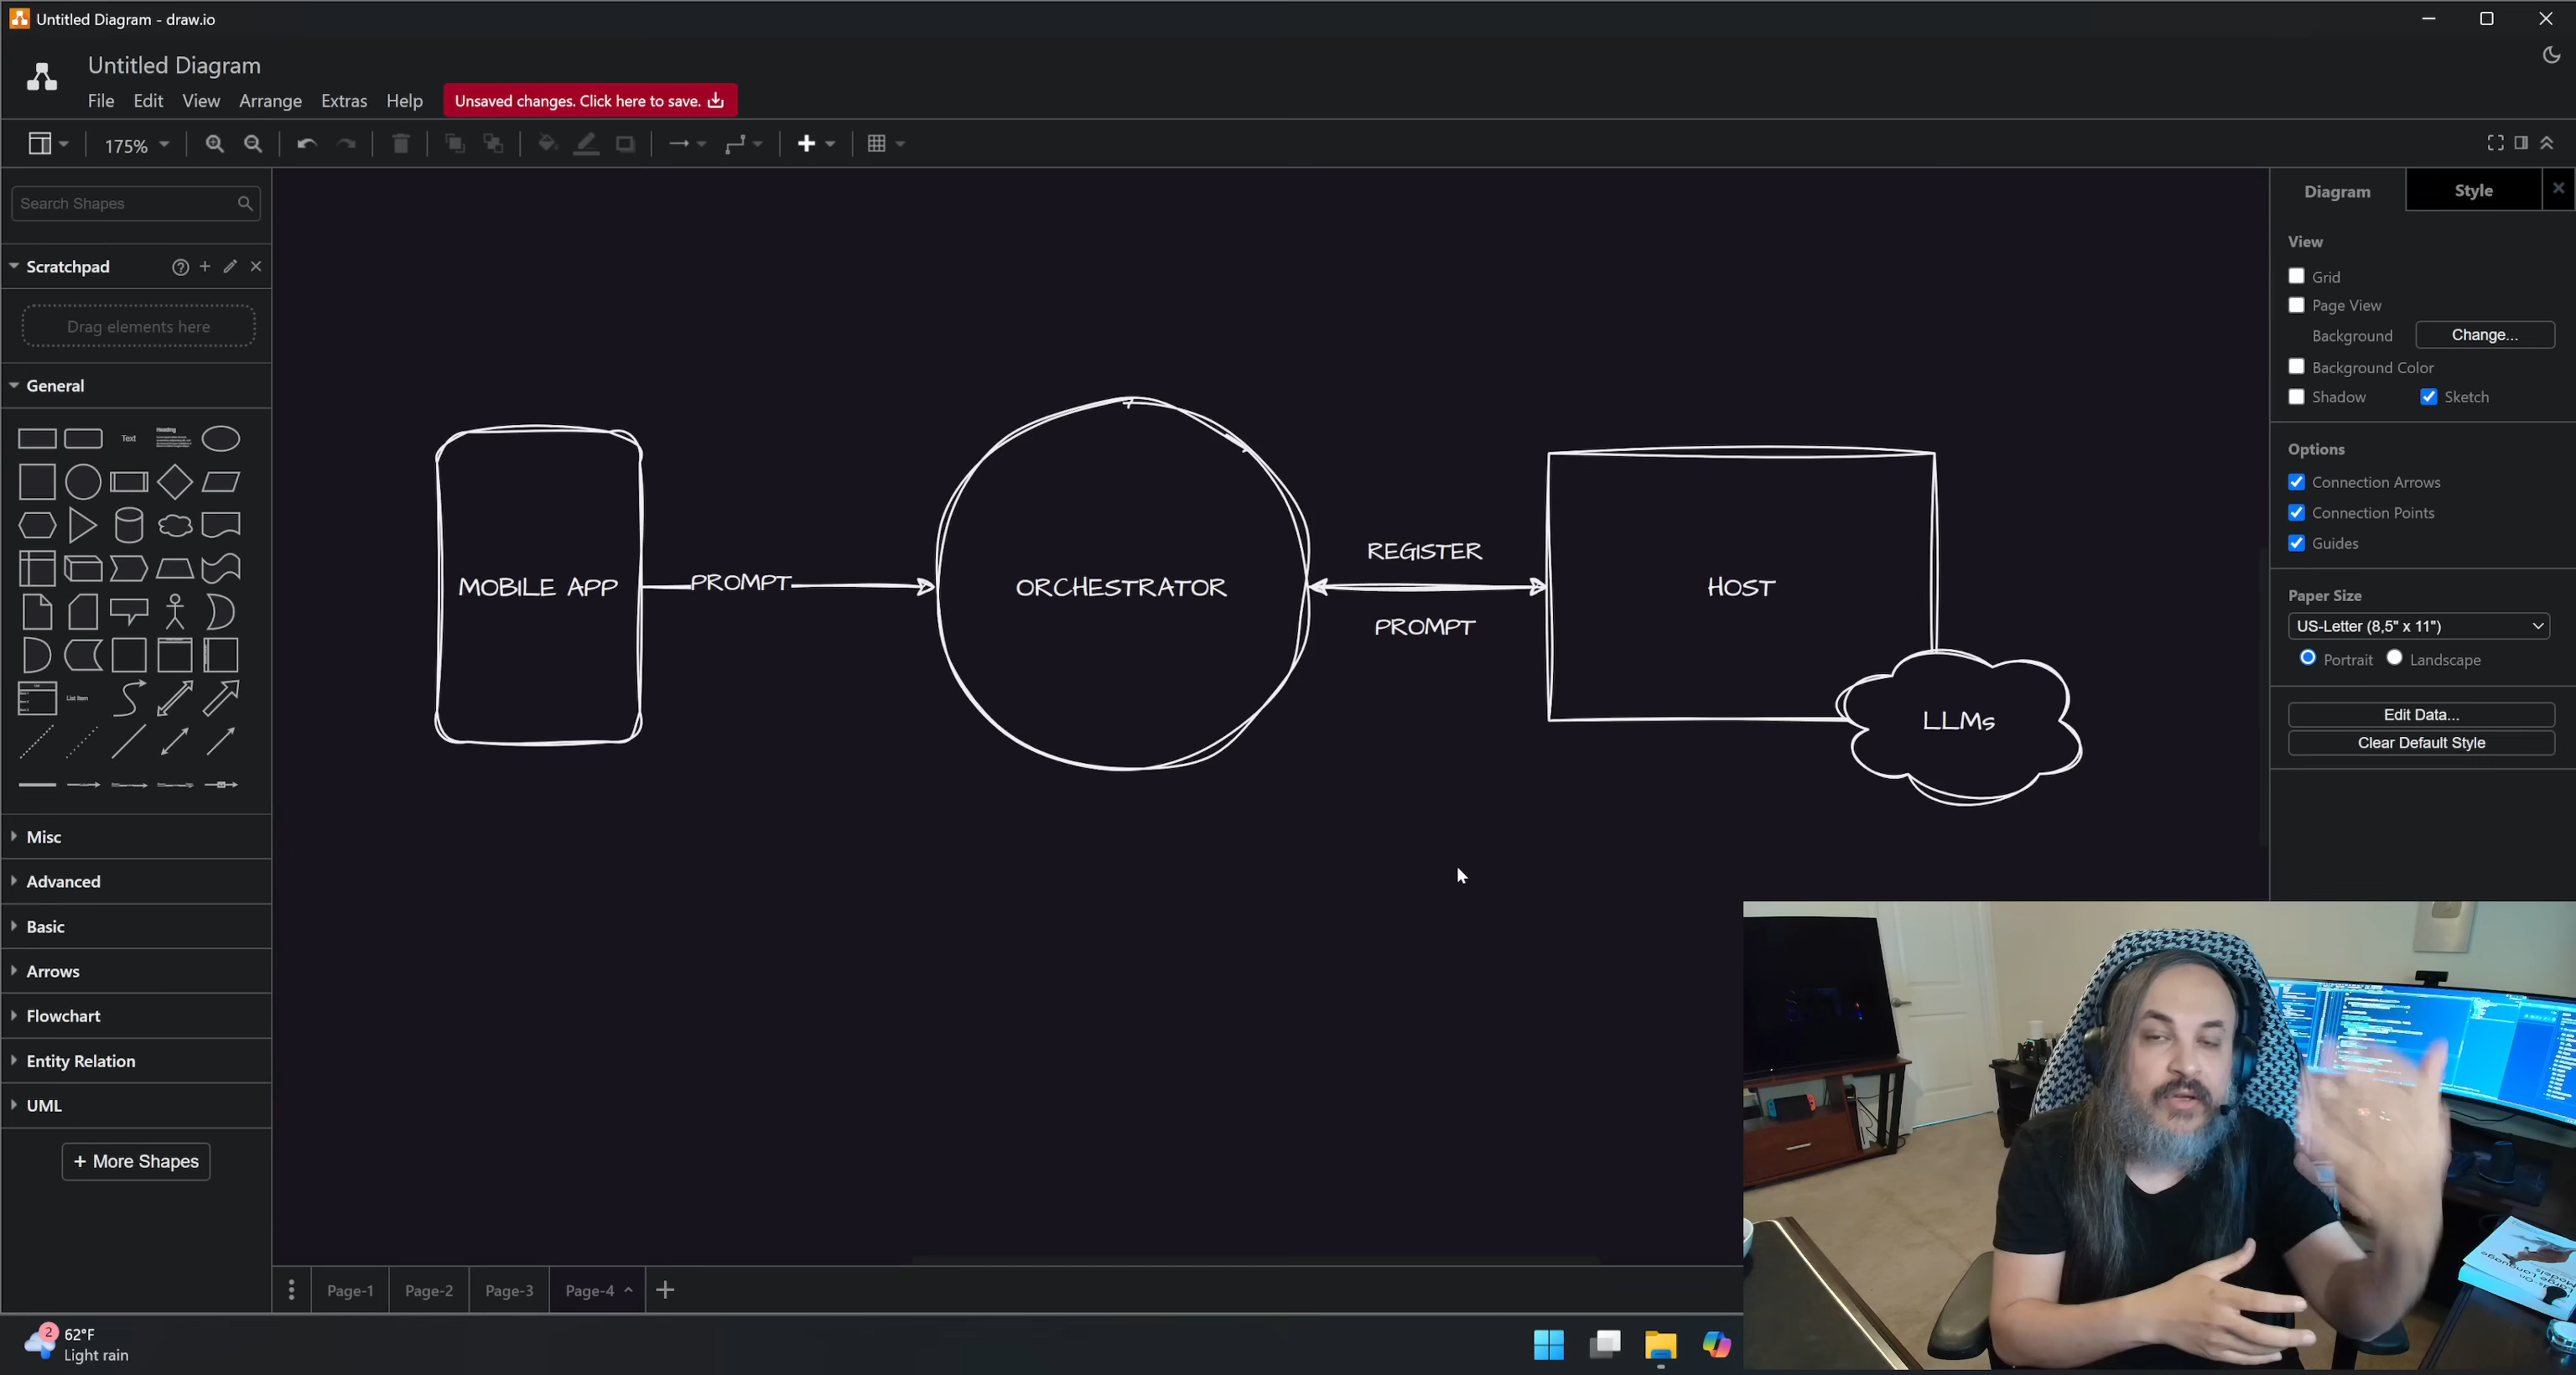 Untitled Diagram - draw.io
Untitled Diagram
File Edit View Arrange Extras Help
Unsaved changes. Click here to save.
175%
Search Shapes
Scratchpad
Drag elements here
General
Text
Heading
List Item
Misc
Advanced
Basic
Arrows
Flowchart
Entity Relation
UML
+ More Shapes
MOBILE APP
PROMPT
ORCHESTRATOR
REGISTER
PROMPT
HOST
LLMs
Diagram
Style
View
Grid
Page View
Background
Change...
Background Color
Shadow
Sketch
Options
Connection Arrows
Connection Points
Guides
Paper Size
US-Letter (8,5" x 11")
Portrait
Landscape
Edit Data...
Clear Default Style
Page-1
Page-2
Page-3
Page-4
2
62°F
Light rain